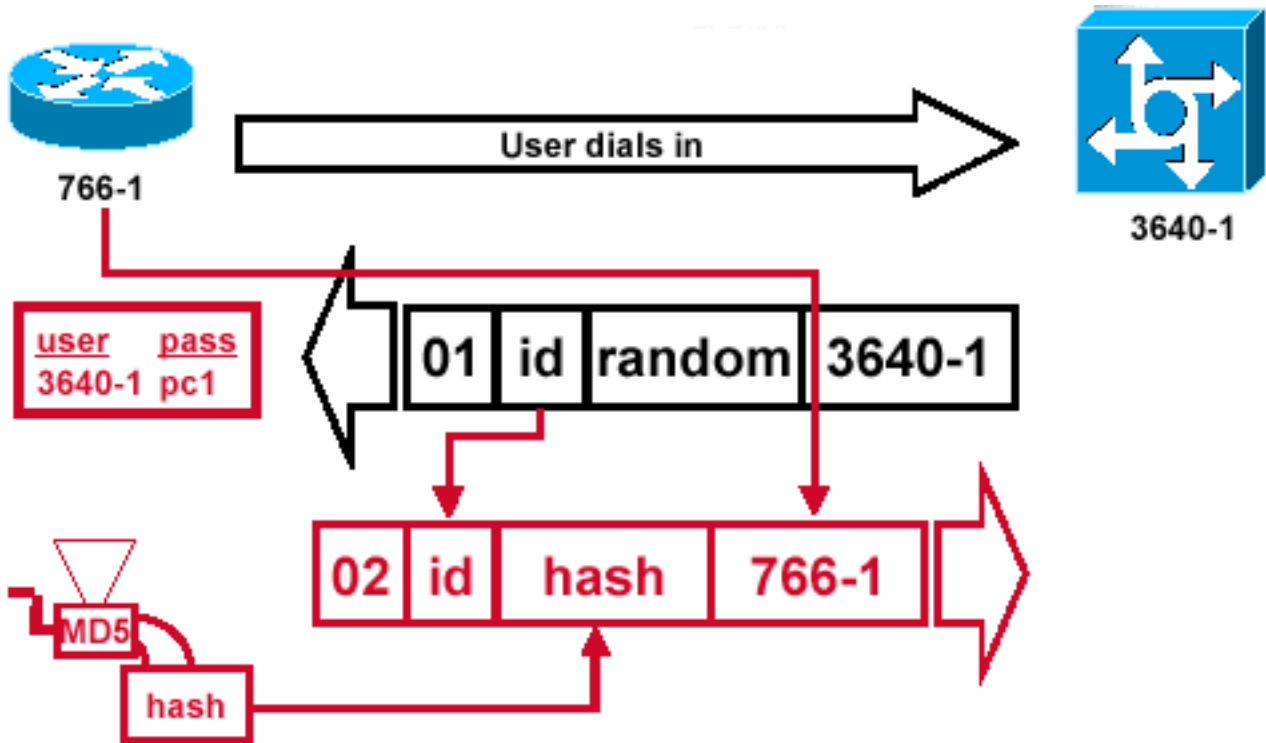 User dials in
766-1
3640-1
user pass
3640-1 pc1
01 id random 3640-1
02 id hash 766-1
MD5
hash